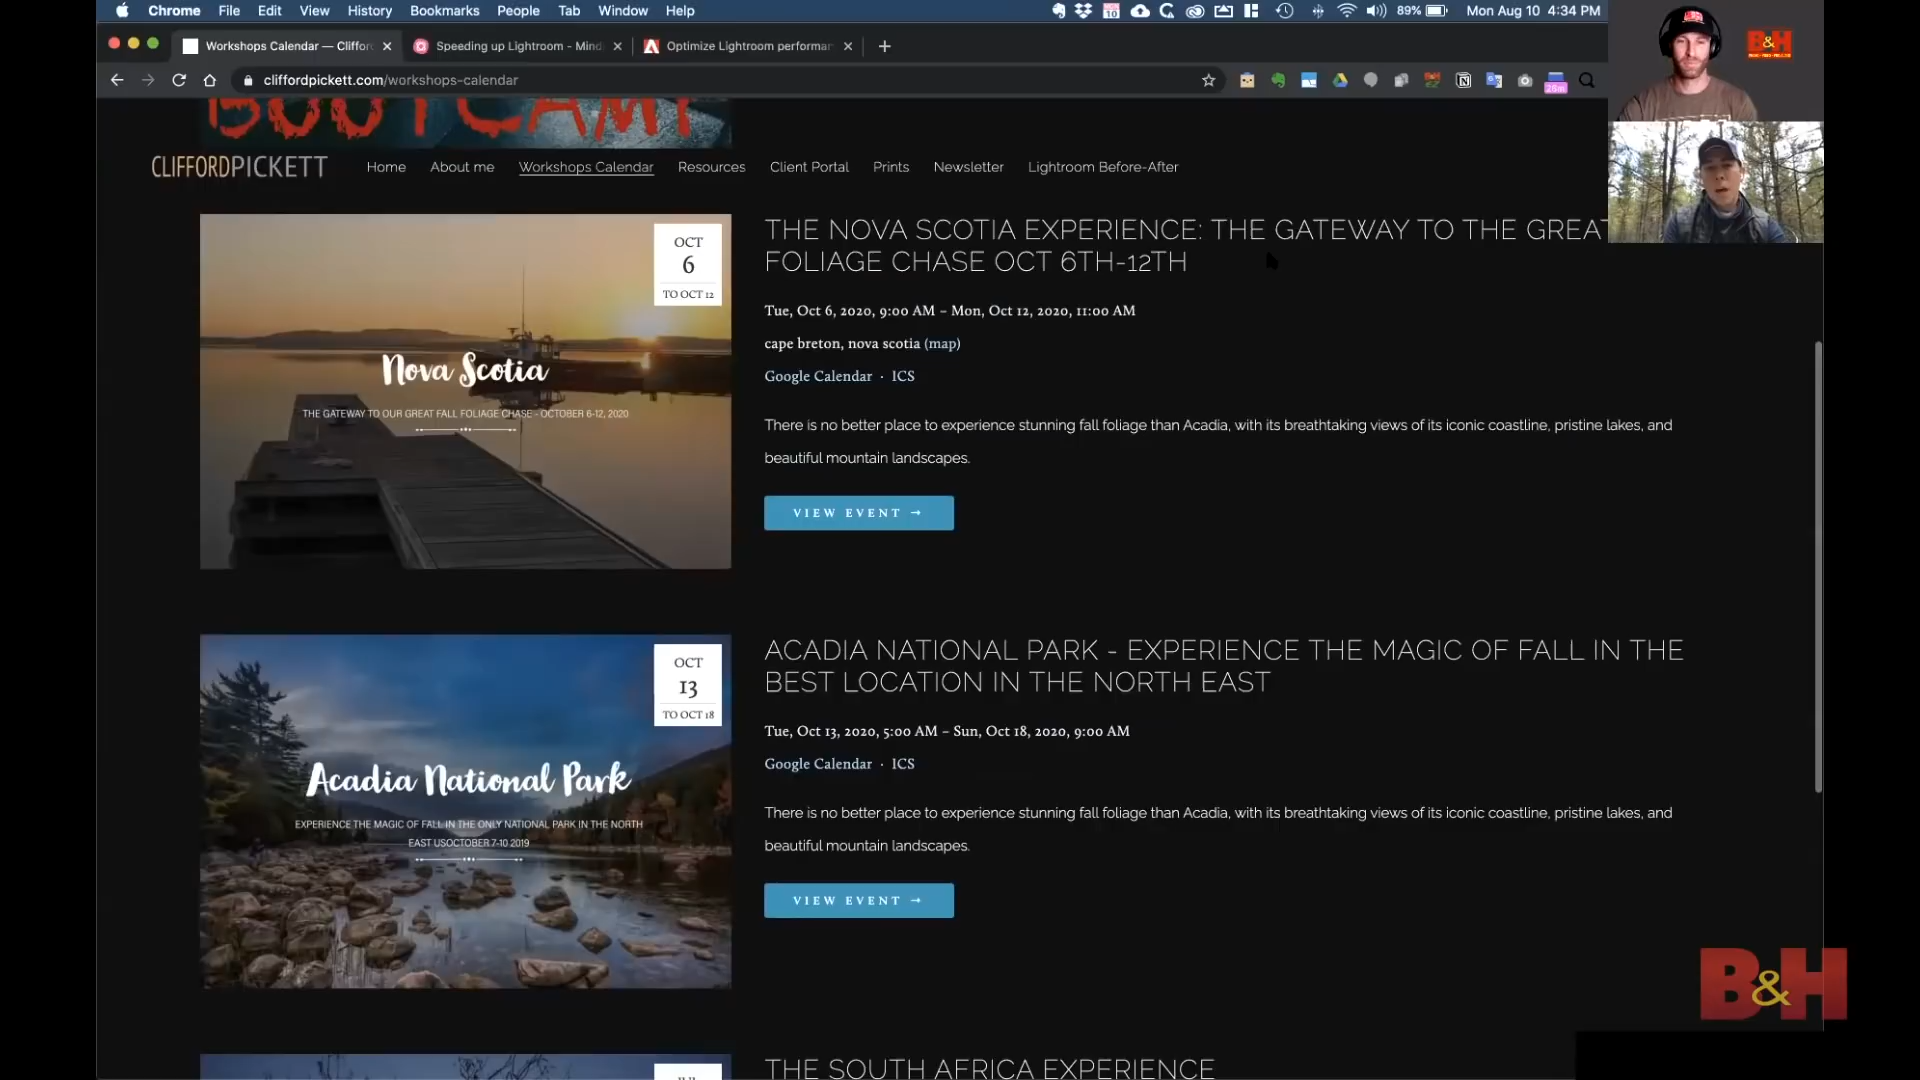 Chrome File Edit View History Bookmarks People Tab Window Help 89% Mon Aug 10 4:34 PM
Workshops Calendar — Cliffor
Speeding up Lightroom - Mind
Optimize Lightroom performan
cliffordpickett.com/workshops-calendar
B&H
BOOTCAMP
CLIFFORDPICKETT Home About me Workshops Calendar Resources Client Portal Prints Newsletter Lightroom Before-After
OCT
6
TO OCT 12
Nova Scotia
THE GATEWAY TO OUR GREAT FALL FOLIAGE CHASE - OCTOBER 6-12, 2020
THE NOVA SCOTIA EXPERIENCE: THE GATEWAY TO THE GREAT
FOLIAGE CHASE OCT 6TH-12TH
Tue, Oct 6, 2020, 9:00 AM – Mon, Oct 12, 2020, 11:00 AM
cape breton, nova scotia (map)
Google Calendar · ICS
There is no better place to experience stunning fall foliage than Acadia, with its breathtaking views of its iconic coastline, pristine lakes, and
beautiful mountain landscapes.
VIEW EVENT →
OCT
13
TO OCT 18
Acadia National Park
EXPERIENCE THE MAGIC OF FALL IN THE ONLY NATIONAL PARK IN THE NORTH
EAST USOCTOBER 7-10 2019
ACADIA NATIONAL PARK - EXPERIENCE THE MAGIC OF FALL IN THE
BEST LOCATION IN THE NORTH EAST
Tue, Oct 13, 2020, 5:00 AM – Sun, Oct 18, 2020, 9:00 AM
Google Calendar · ICS
There is no better place to experience stunning fall foliage than Acadia, with its breathtaking views of its iconic coastline, pristine lakes, and
beautiful mountain landscapes.
VIEW EVENT →
B&H
THE SOUTH AFRICA EXPERIENCE